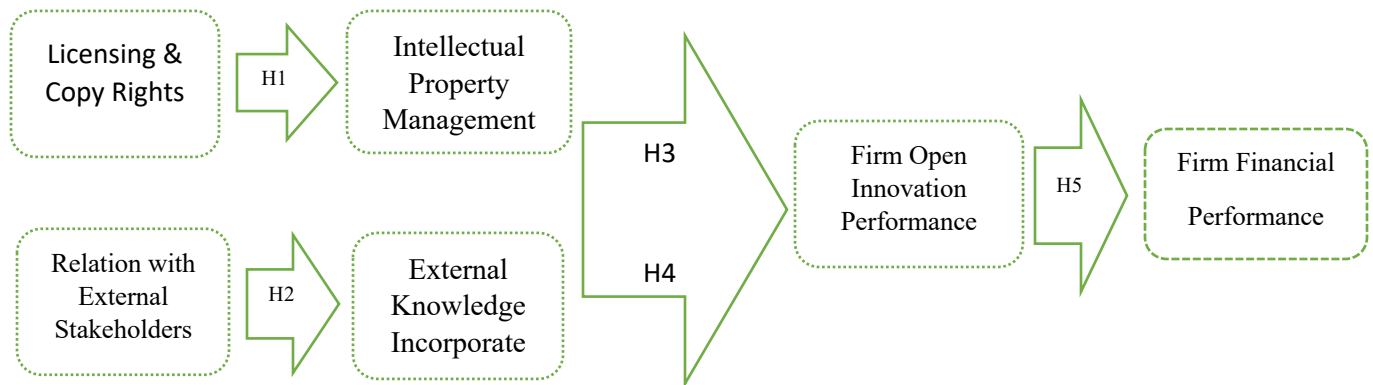 Licensing &
Copy Rights
H1
Intellectual
Property
Management
H3
Firm Open
Innovation
Performance
H5
Firm Financial
Performance
Relation with
External
Stakeholders
H2
External
Knowledge
Incorporate
H4